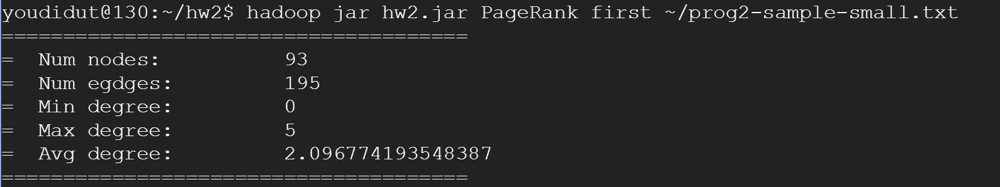 youdidut@130:~/hw2$ hadoop jar hw2.jar PageRank first ~/prog2-sample-small.txt
======================================
=  Num nodes:          93
=  Num egdges:         195
=  Min degree:         0
=  Max degree:         5
=  Avg degree:         2.096774193548387
======================================